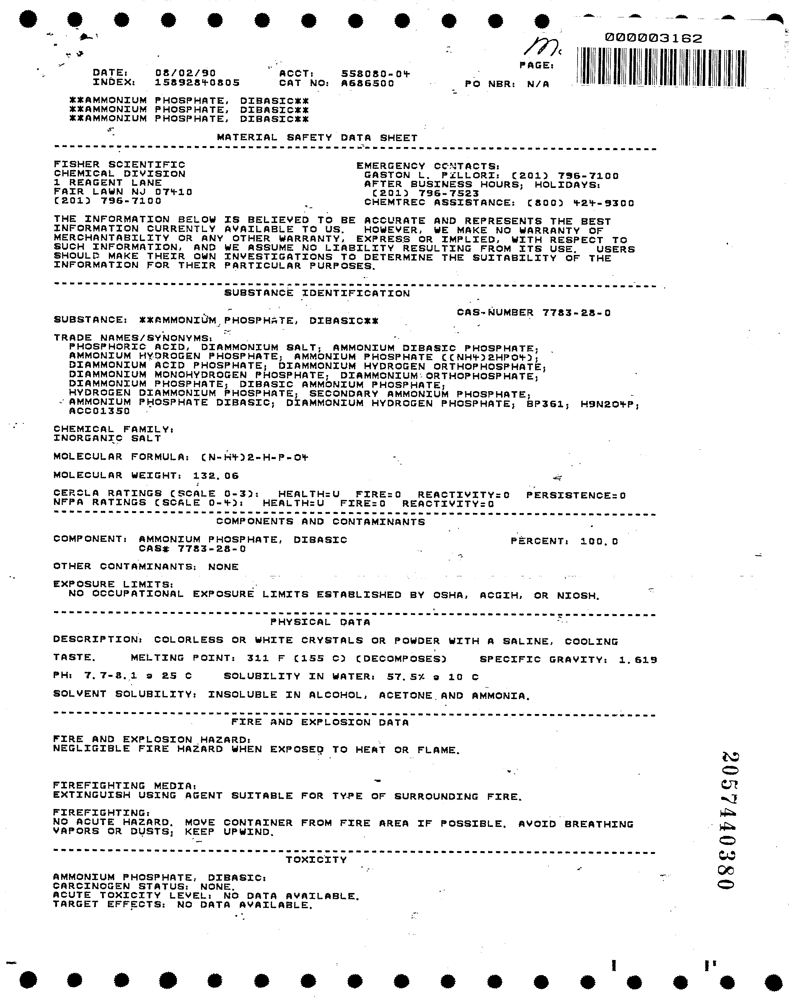 000003162
PAGE:
DATE: 08/02/90 ACCT: 558080-04
INDEX: 15892840805 CAT NO: A686500 PO NBR: N/A
**AMMONIUM PHOSPHATE, DIBASIC**
**AMMONIUM PHOSPHATE, DIBASIC**
**AMMONIUM PHOSPHATE, DIBASIC**
MATERIAL SAFETY DATA SHEET
FISHER SCIENTIFIC EMERGENCY CONTACTS:
CHEMICAL DIVISION GASTON L. PILLORI: (201) 796-7100
1 REAGENT LANE AFTER BUSINESS HOURS; HOLIDAYS:
FAIR LAWN NJ 07410 (201) 796-7523
(201) 796-7100 CHEMTREC ASSISTANCE: (800) 424-9300
THE INFORMATION BELOW IS BELIEVED TO BE ACCURATE AND REPRESENTS THE BEST
INFORMATION CURRENTLY AVAILABLE TO US. HOWEVER, WE MAKE NO WARRANTY OF
MERCHANTABILITY OR ANY OTHER WARRANTY, EXPRESS OR IMPLIED, WITH RESPECT TO
SUCH INFORMATION, AND WE ASSUME NO LIABILITY RESULTING FROM ITS USE. USERS
SHOULD MAKE THEIR OWN INVESTIGATIONS TO DETERMINE THE SUITABILITY OF THE
INFORMATION FOR THEIR PARTICULAR PURPOSES.
SUBSTANCE IDENTIFICATION
CAS-NUMBER 7783-28-0
SUBSTANCE: **AMMONIUM PHOSPHATE, DIBASIC**
TRADE NAMES/SYNONYMS:
PHOSPHORIC ACID, DIAMMONIUM SALT; AMMONIUM DIBASIC PHOSPHATE;
AMMONIUM HYDROGEN PHOSPHATE; AMMONIUM PHOSPHATE ((NH4)2HPO4);
DIAMMONIUM ACID PHOSPHATE; DIAMMONIUM HYDROGEN ORTHOPHOSPHATE;
DIAMMONIUM MONOHYDROGEN PHOSPHATE; DIAMMONIUM ORTHOPHOSPHATE;
DIAMMONIUM PHOSPHATE; DIBASIC AMMONIUM PHOSPHATE;
HYDROGEN DIAMMONIUM PHOSPHATE; SECONDARY AMMONIUM PHOSPHATE;
AMMONIUM PHOSPHATE DIBASIC; DIAMMONIUM HYDROGEN PHOSPHATE; BP361; H9N2O4P;
ACC01350
CHEMICAL FAMILY:
INORGANIC SALT
MOLECULAR FORMULA: (N-H4)2-H-P-O4
MOLECULAR WEIGHT: 132.06
CERCLA RATINGS (SCALE 0-3): HEALTH=U FIRE=0 REACTIVITY=0 PERSISTENCE=0
NFPA RATINGS (SCALE 0-4): HEALTH=U FIRE=0 REACTIVITY=0
COMPONENTS AND CONTAMINANTS
COMPONENT: AMMONIUM PHOSPHATE, DIBASIC PERCENT: 100.0
CAS# 7783-28-0
OTHER CONTAMINANTS: NONE
EXPOSURE LIMITS:
NO OCCUPATIONAL EXPOSURE LIMITS ESTABLISHED BY OSHA, ACGIH, OR NIOSH.
PHYSICAL DATA
DESCRIPTION: COLORLESS OR WHITE CRYSTALS OR POWDER WITH A SALINE, COOLING
TASTE. MELTING POINT: 311 F (155 C) (DECOMPOSES) SPECIFIC GRAVITY: 1.619
PH: 7.7-8.1 @ 25 C SOLUBILITY IN WATER: 57.5% @ 10 C
SOLVENT SOLUBILITY: INSOLUBLE IN ALCOHOL, ACETONE AND AMMONIA.
FIRE AND EXPLOSION DATA
FIRE AND EXPLOSION HAZARD:
NEGLIGIBLE FIRE HAZARD WHEN EXPOSED TO HEAT OR FLAME.
FIREFIGHTING MEDIA:
EXTINGUISH USING AGENT SUITABLE FOR TYPE OF SURROUNDING FIRE.
FIREFIGHTING:
NO ACUTE HAZARD. MOVE CONTAINER FROM FIRE AREA IF POSSIBLE. AVOID BREATHING
VAPORS OR DUSTS; KEEP UPWIND.
TOXICITY
AMMONIUM PHOSPHATE, DIBASIC:
CARCINOGEN STATUS: NONE.
ACUTE TOXICITY LEVEL: NO DATA AVAILABLE.
TARGET EFFECTS: NO DATA AVAILABLE.
2057440380